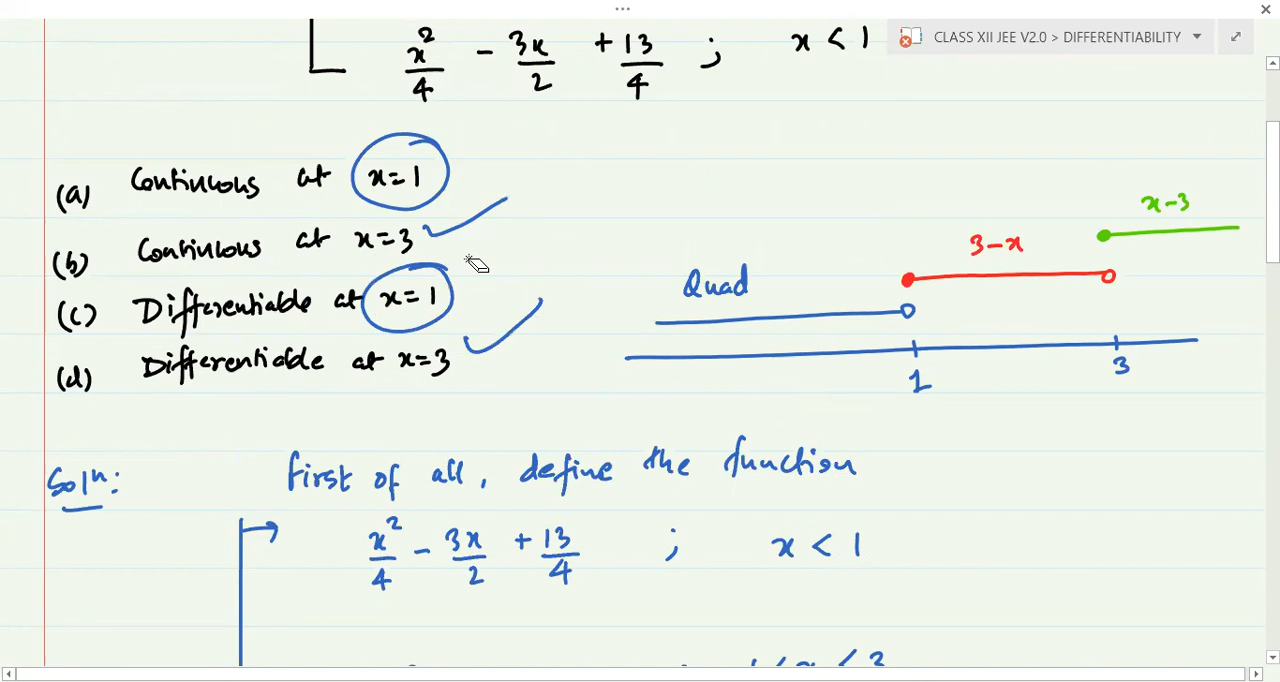 x²/4 - 3x/2 + 13/4 ; x < 1
CLASS XII JEE V2.0 > DIFFERENTIABILITY
(a) Continuous at x=1
(b) Continuous at x=3
(c) Differentiable at x=1
(d) Differentiable at x=3
x-3
3-x
Quad
1 3
Soln: first of all, define the function
x²/4 - 3x/2 + 13/4 ; x < 1